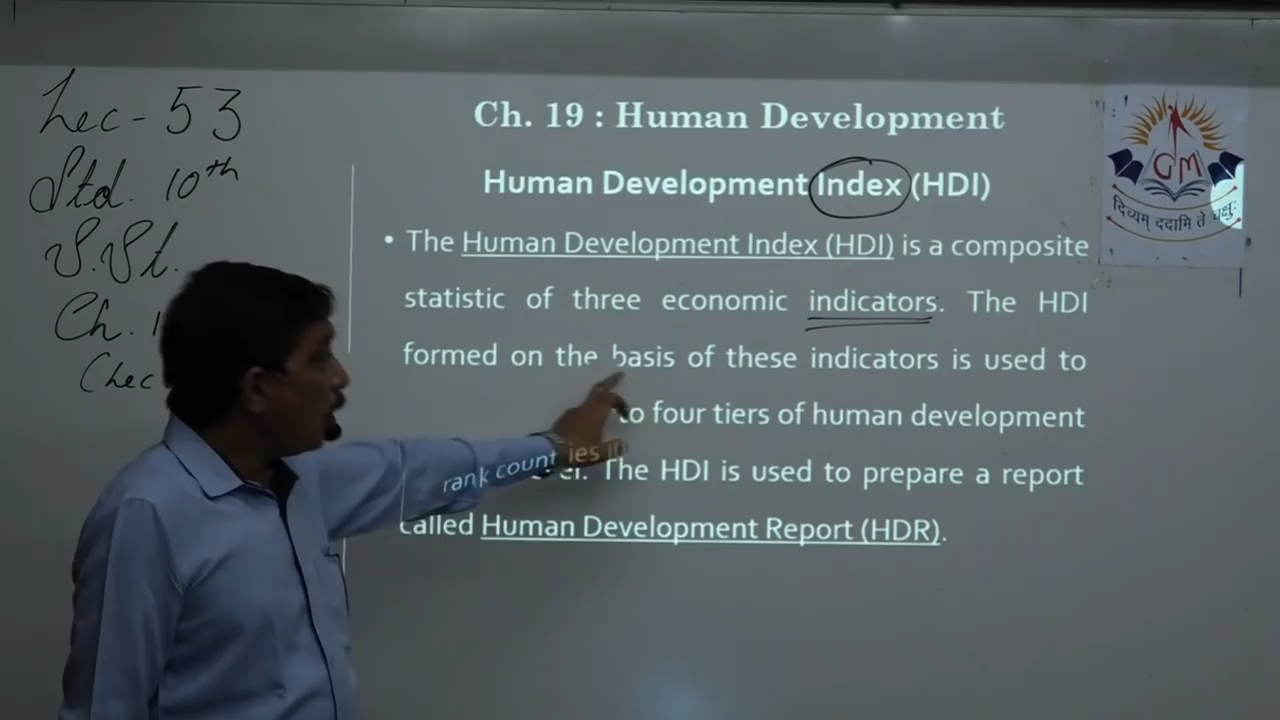 Lec - 53
Std. 10th
S.St.
Ch. 1
(Lec
Ch. 19 : Human Development
Human Development Index (HDI)
• The Human Development Index (HDI) is a composite
statistic of three economic indicators. The HDI
formed on the basis of these indicators is used to
rank countries to four tiers of human development
The HDI is used to prepare a report
called Human Development Report (HDR).
GM
दिव्यम् ददामि ते चक्षुः